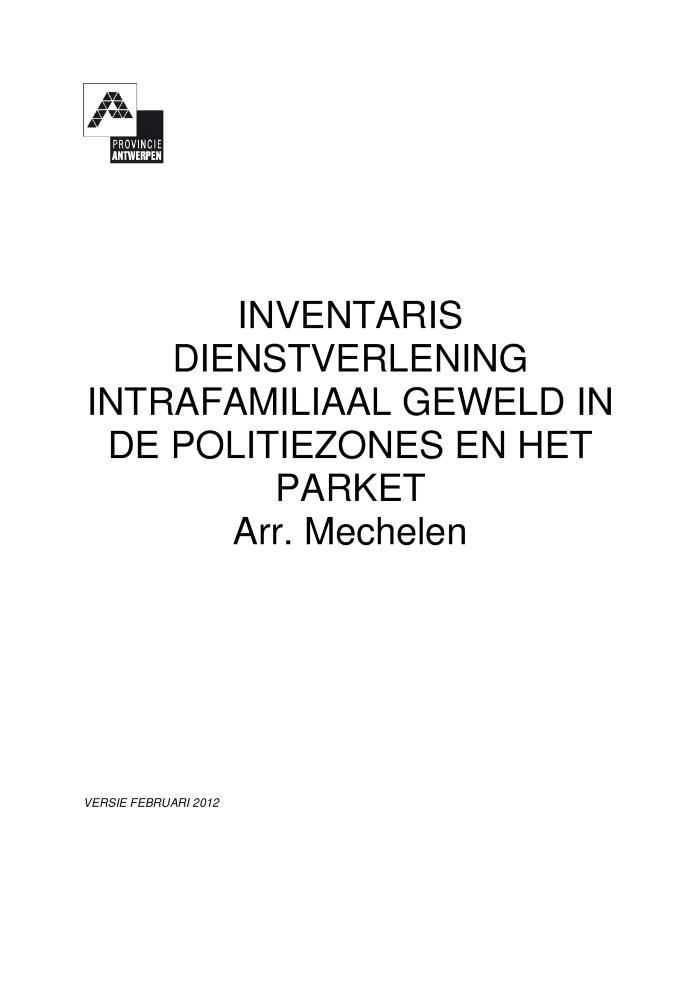 PROVINCIE
ANTWERPEN
INVENTARIS
DIENSTVERLENING
INTRAFAMILIAAL GEWELD IN
DE POLITIEZONES EN HET
PARKET
Arr. Mechelen
VERSIE FEBRUARI 2012